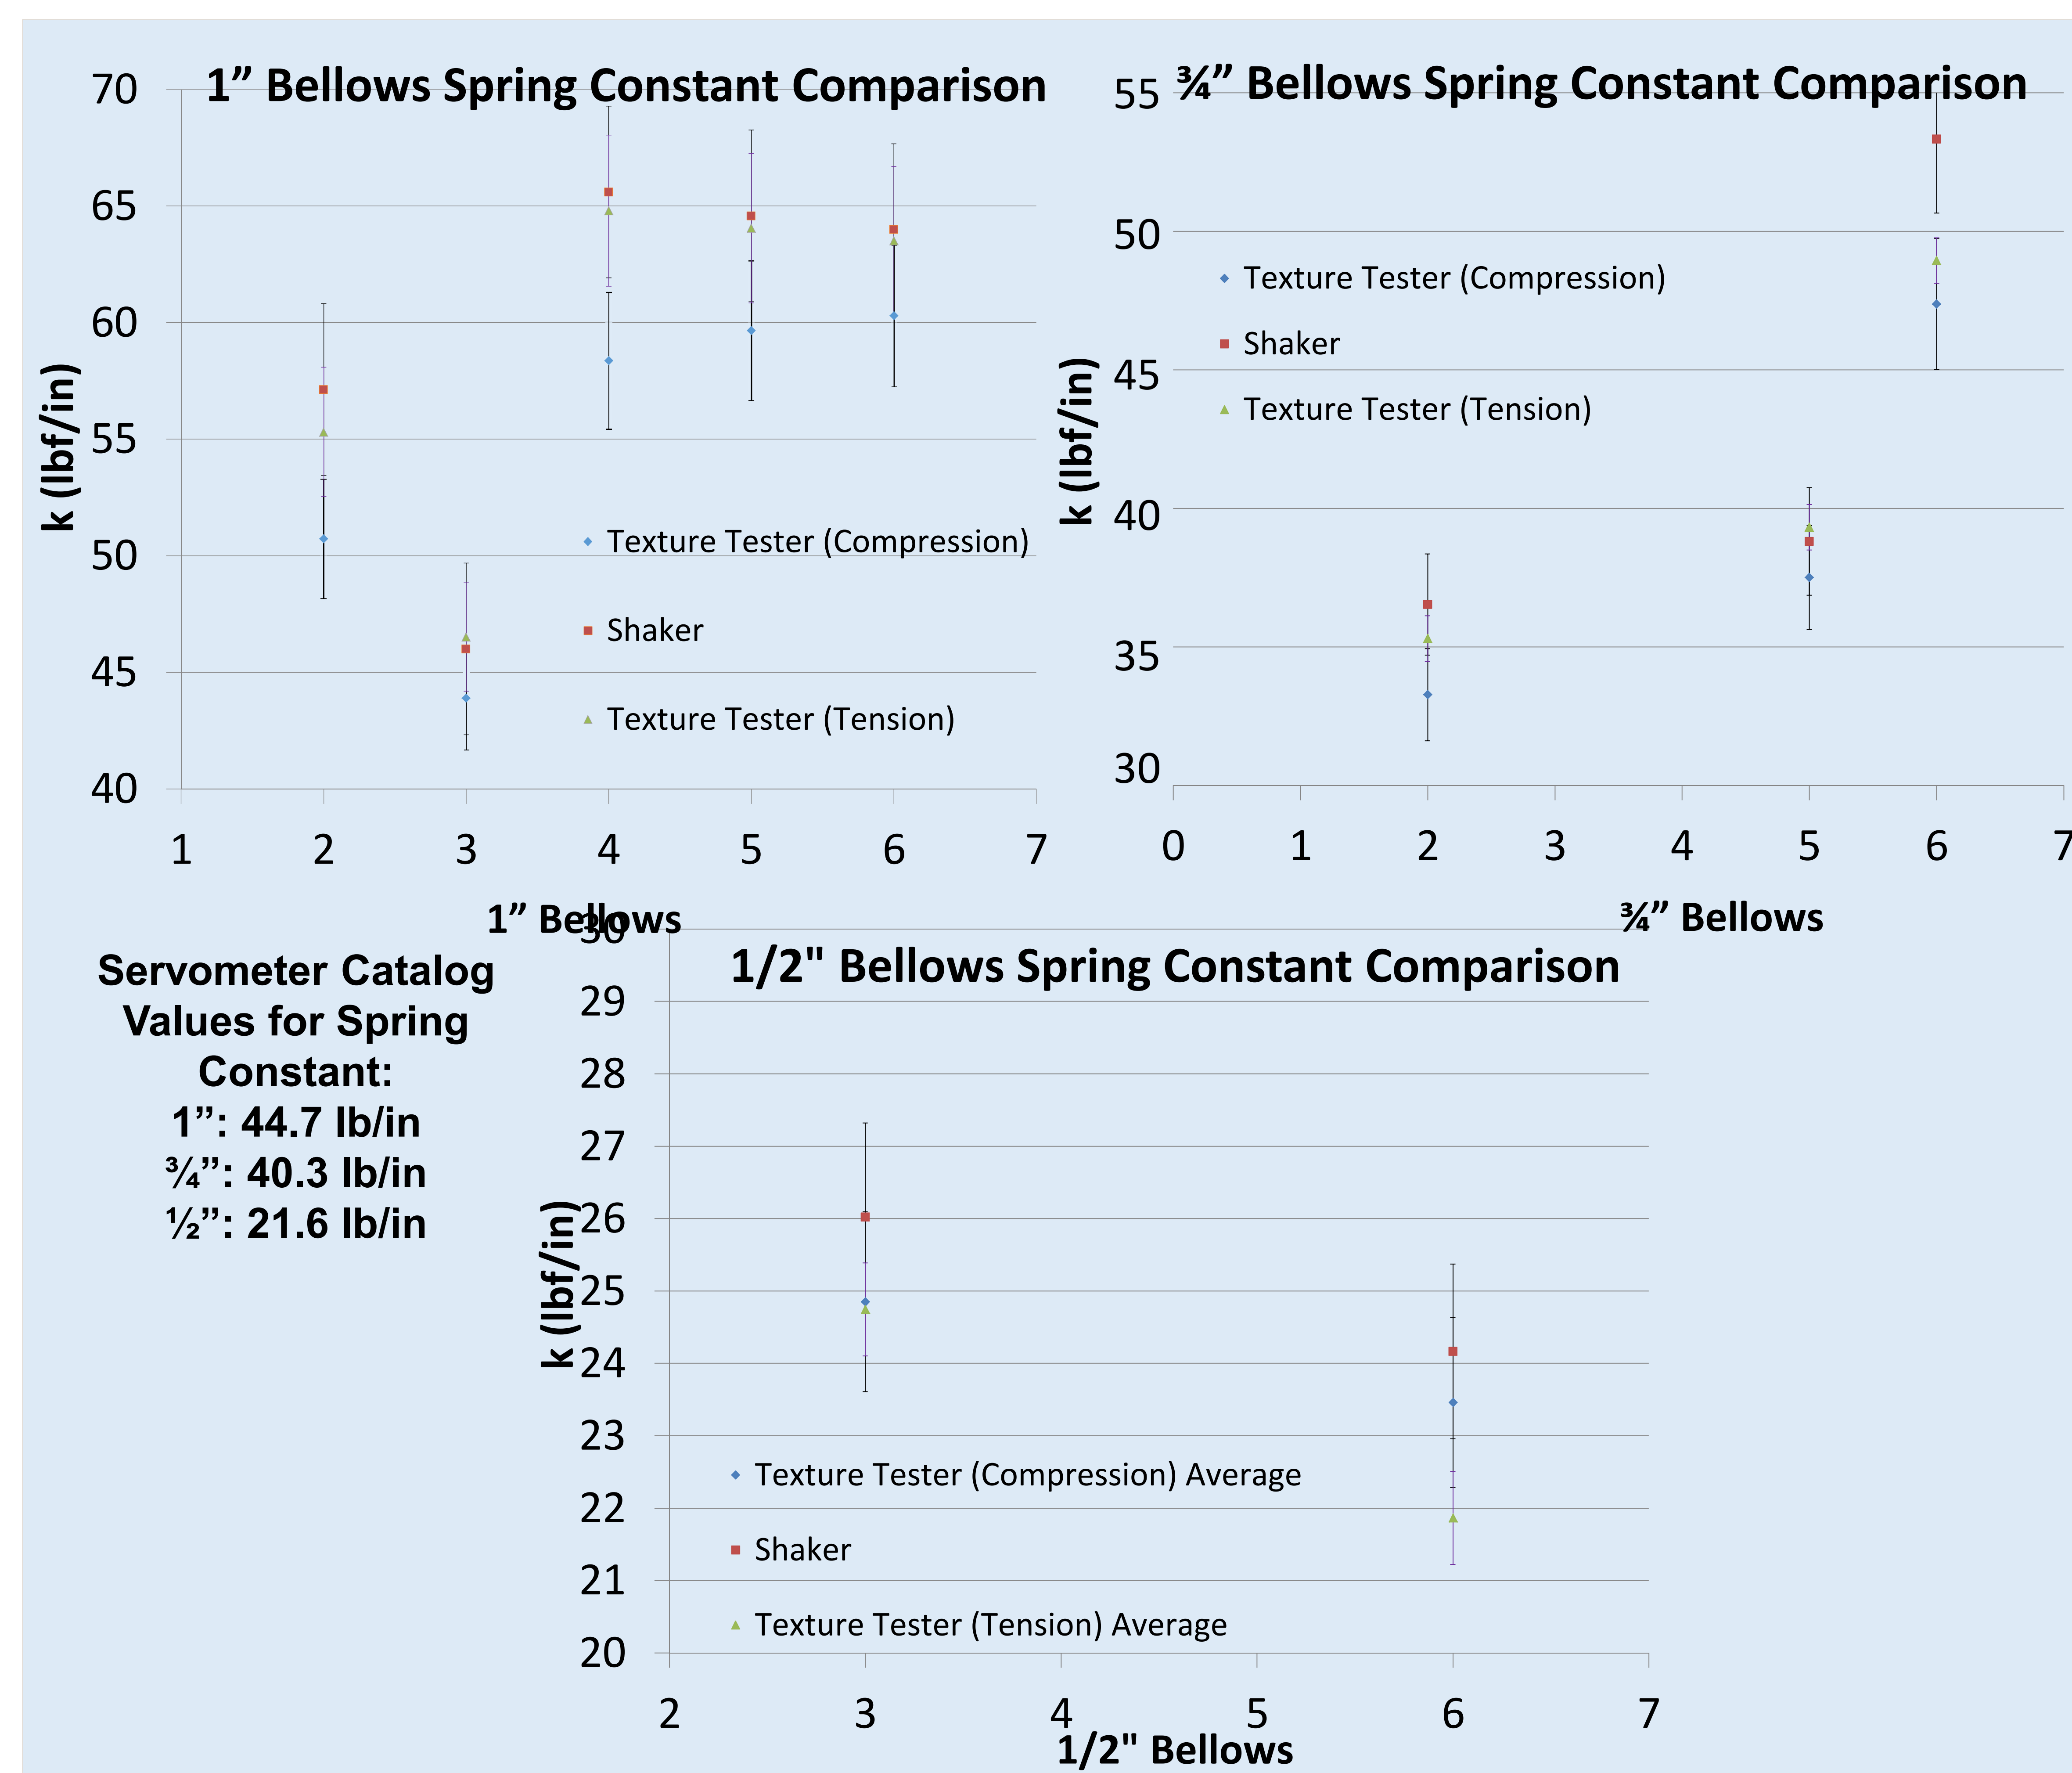 1” Bellows Spring Constant Comparison
70
65
60
55
50
45
40
k (lbf/in)
Texture Tester (Compression)
Shaker
Texture Tester (Tension)
1 2 3 4 5 6 7
1” Bellows
¾” Bellows Spring Constant Comparison
55
50
45
40
35
30
k (lbf/in)
Texture Tester (Compression)
Shaker
Texture Tester (Tension)
0 1 2 3 4 5 6 7
¾” Bellows
Servometer Catalog
Values for Spring
Constant:
1”: 44.7 lb/in
¾”: 40.3 lb/in
½”: 21.6 lb/in
1/2" Bellows Spring Constant Comparison
30
29
28
27
26
25
24
23
22
21
20
k (lbf/in)
Texture Tester (Compression) Average
Shaker
Texture Tester (Tension) Average
2 3 4 5 6 7
1/2" Bellows